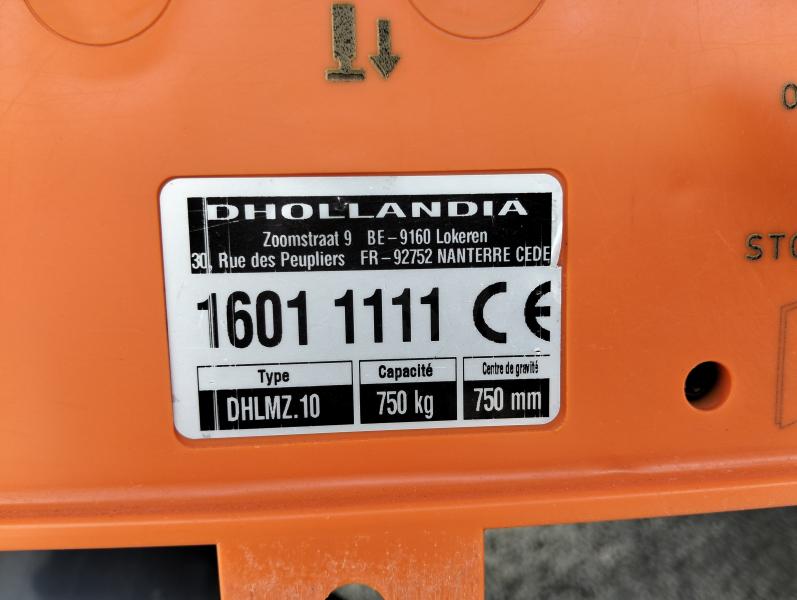 DHOLLANDIA
Zoomstraat 9 BE-9160 Lokeren
30, Rue des Peupliers FR-92752 NANTERRE CEDE
1601 1111 CE
Type Capacité Centre de gravité
DHLMZ.10 750 kg 750 mm